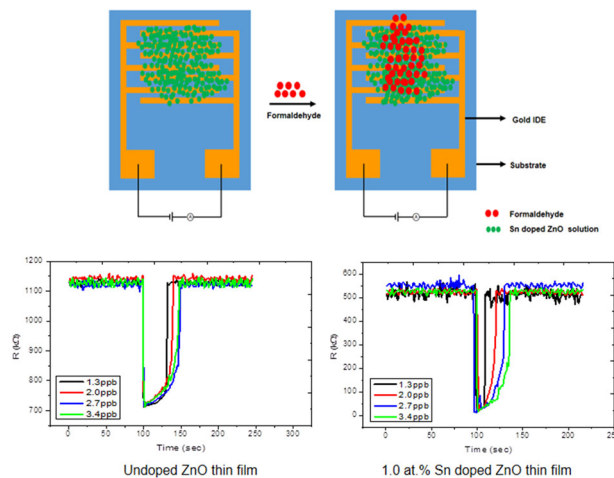 Formaldehyde
Gold IDE
Substrate
A
A
Formaldehyde
Sn doped ZnO solution
1200
1100
1000
900
800
700
R (kΩ)
1.3ppb
2.0ppb
2.7ppb
3.4ppb
0 50 100 150 200 250 300
Time (sec)
Undoped ZnO thin film
600
500
400
300
200
100
0
R (kΩ)
1.3ppb
2.0ppb
2.7ppb
3.4ppb
0 50 100 150 200
Time (sec)
1.0 at.% Sn doped ZnO thin film